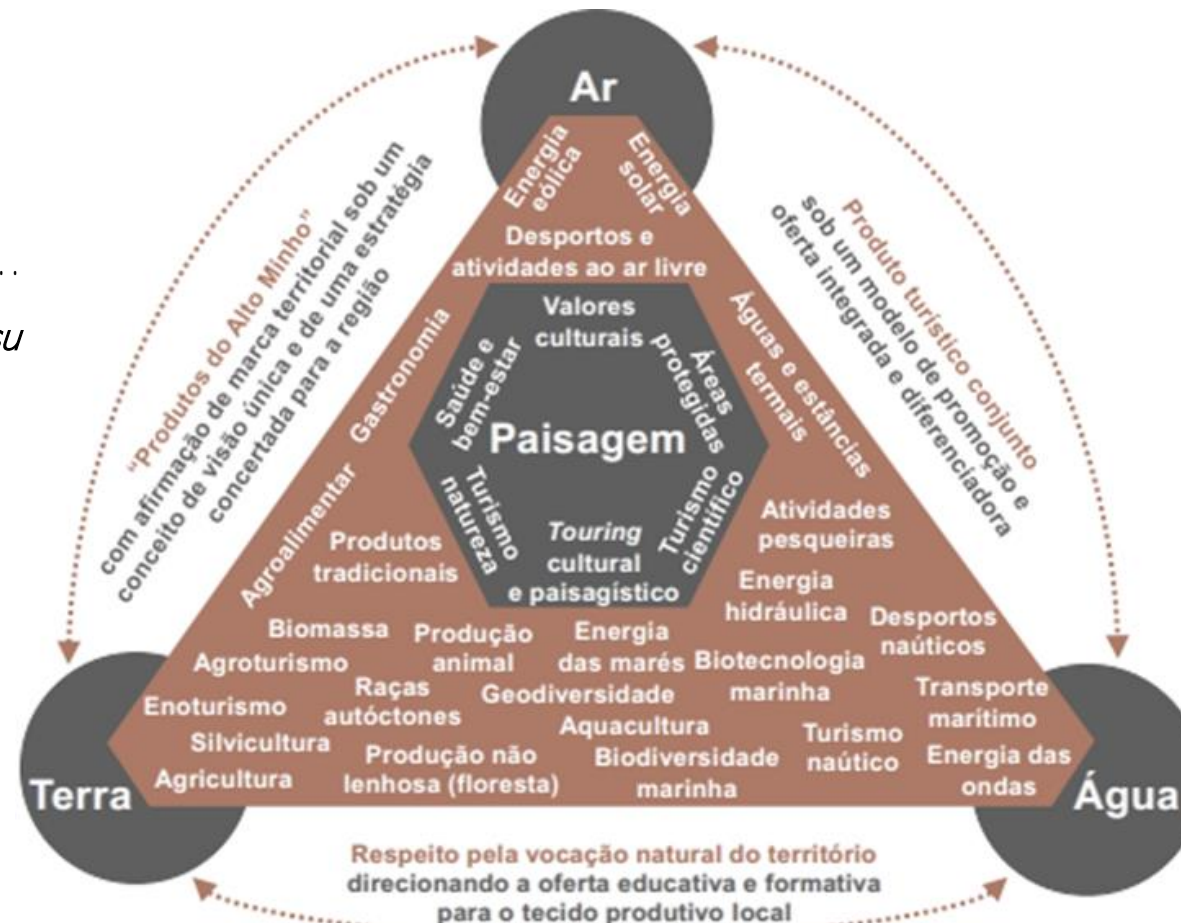 Ar
Energia
eólica
Energia
solar
Desportos e
atividades ao ar livre
"Produtos do Alto Minho"
com afirmação de marca territorial sob um
conceito de visão única e de uma estratégia
concertada para a região
Produto turístico conjunto
sob um modelo de promoção e
oferta integrada e diferenciadora
...
su
Gastronomia
Agroalimentar
Águas e estâncias
termais
Valores
culturais
Saúde e
bem-estar
Áreas
protegidas
Paisagem
Turismo
natureza
Touring
cultural
e paisagístico
Turismo
científico
Produtos
tradicionais
Atividades
pesqueiras
Energia
hidráulica
Desportos
naúticos
Biomassa
Produção
animal
Energia
das marés
Biotecnologia
marinha
Agroturismo
Raças
autóctones
Geodiversidade
Transporte
marítimo
Enoturismo
Aquacultura
Turismo
naútico
Silvicultura
Produção não
lenhosa (floresta)
Biodiversidade
marinha
Energia das
ondas
Agricultura
Terra
Água
Respeito pela vocação natural do território
direcionando a oferta educativa e formativa
para o tecido produtivo local